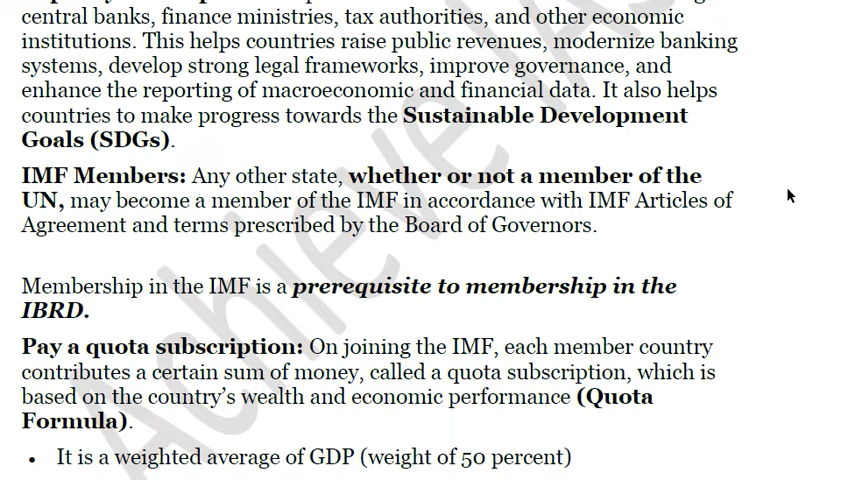 central banks, finance ministries, tax authorities, and other economic
institutions. This helps countries raise public revenues, modernize banking
systems, develop strong legal frameworks, improve governance, and
enhance the reporting of macroeconomic and financial data. It also helps
countries to make progress towards the Sustainable Development
Goals (SDGs).
IMF Members: Any other state, whether or not a member of the
UN, may become a member of the IMF in accordance with IMF Articles of
Agreement and terms prescribed by the Board of Governors.
Membership in the IMF is a prerequisite to membership in the
IBRD.
Pay a quota subscription: On joining the IMF, each member country
contributes a certain sum of money, called a quota subscription, which is
based on the country's wealth and economic performance (Quota
Formula).
• It is a weighted average of GDP (weight of 50 percent)
Achieve IAS